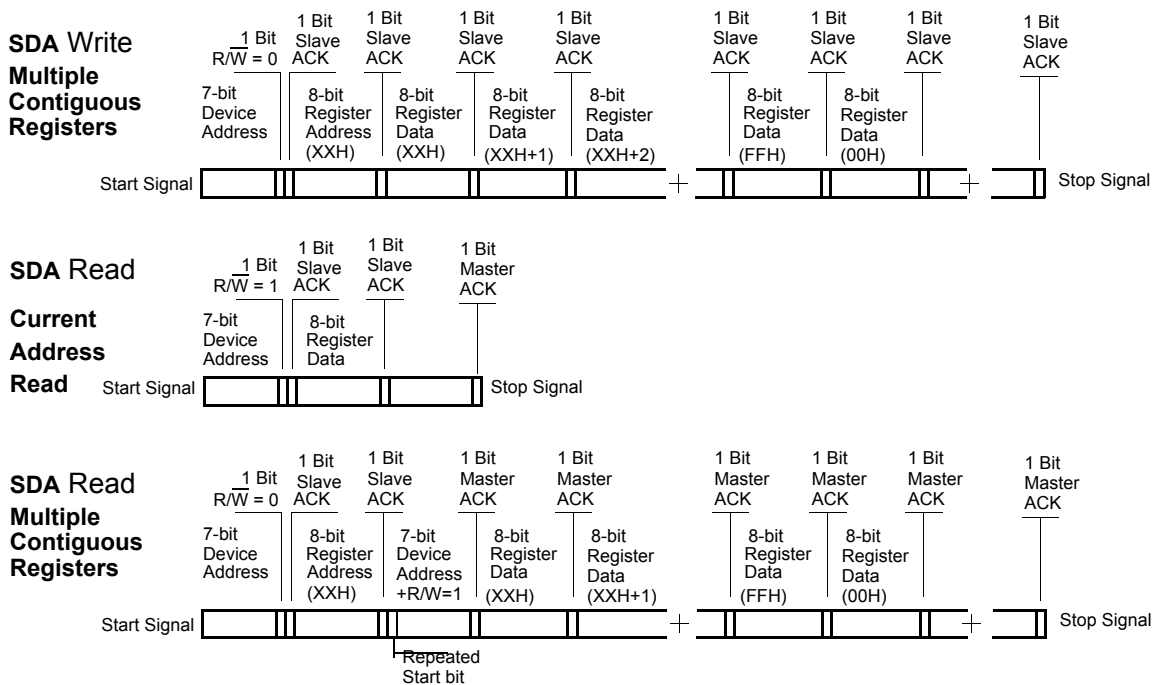 SDA Write
Multiple
Contiguous
Registers
1 Bit
R/W = 0
1 Bit
Slave
ACK
1 Bit
Slave
ACK
1 Bit
Slave
ACK
1 Bit
Slave
ACK
1 Bit
Slave
ACK
1 Bit
Slave
ACK
1 Bit
Slave
ACK
1 Bit
Slave
ACK
7-bit
Device
Address
8-bit
Register
Address
(XXH)
8-bit
Register
Data
(XXH)
8-bit
Register
Data
(XXH+1)
8-bit
Register
Data
(XXH+2)
8-bit
Register
Data
(FFH)
8-bit
Register
Data
(00H)
Start Signal
Stop Signal
SDA Read
Current
Address
Read
1 Bit
R/W = 1
1 Bit
Slave
ACK
1 Bit
Slave
ACK
1 Bit
Master
ACK
7-bit
Device
Address
8-bit
Register
Data
Start Signal
Stop Signal
SDA Read
Multiple
Contiguous
Registers
1 Bit
R/W = 0
1 Bit
Slave
ACK
1 Bit
Slave
ACK
1 Bit
Master
ACK
1 Bit
Master
ACK
1 Bit
Master
ACK
1 Bit
Master
ACK
1 Bit
Master
ACK
1 Bit
Master
ACK
7-bit
Device
Address
8-bit
Register
Address
(XXH)
7-bit
Device
Address
+R/W=1
8-bit
Register
Data
(XXH)
8-bit
Register
Data
(XXH+1)
8-bit
Register
Data
(FFH)
8-bit
Register
Data
(00H)
Start Signal
Stop Signal
Repeated
Start bit